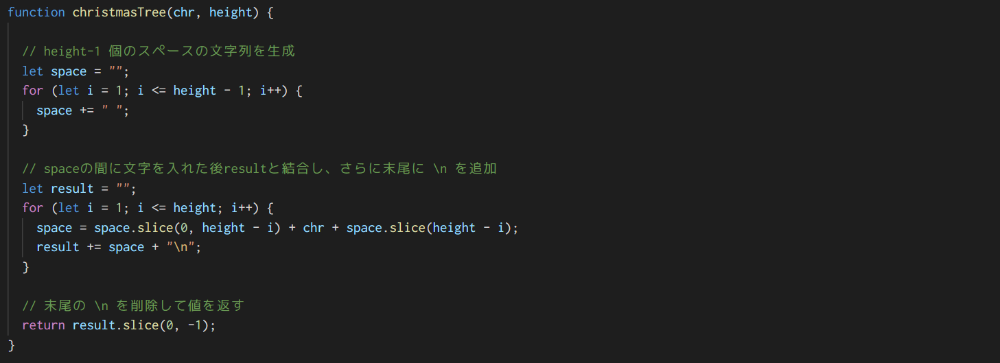 function christmasTree(chr, height) {
// height-1 個のスペースの文字列を生成
let space = "";
for (let i = 1; i <= height - 1; i++) {
space += " ";
}
// spaceの間に文字を入れた後resultと結合し、さらに末尾に \n を追加
let result = "";
for (let i = 1; i <= height; i++) {
space = space.slice(0, height - i) + chr + space.slice(height - i);
result += space + "\n";
}
// 末尾の \n を削除して値を返す
return result.slice(0, -1);
}